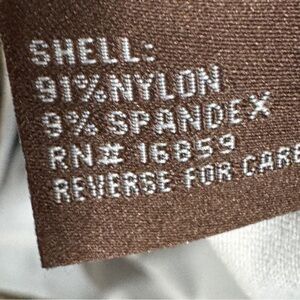 SHELL:
91% NYLON
9% SPANDEX
RN# 16859
REVERSE FOR CARE